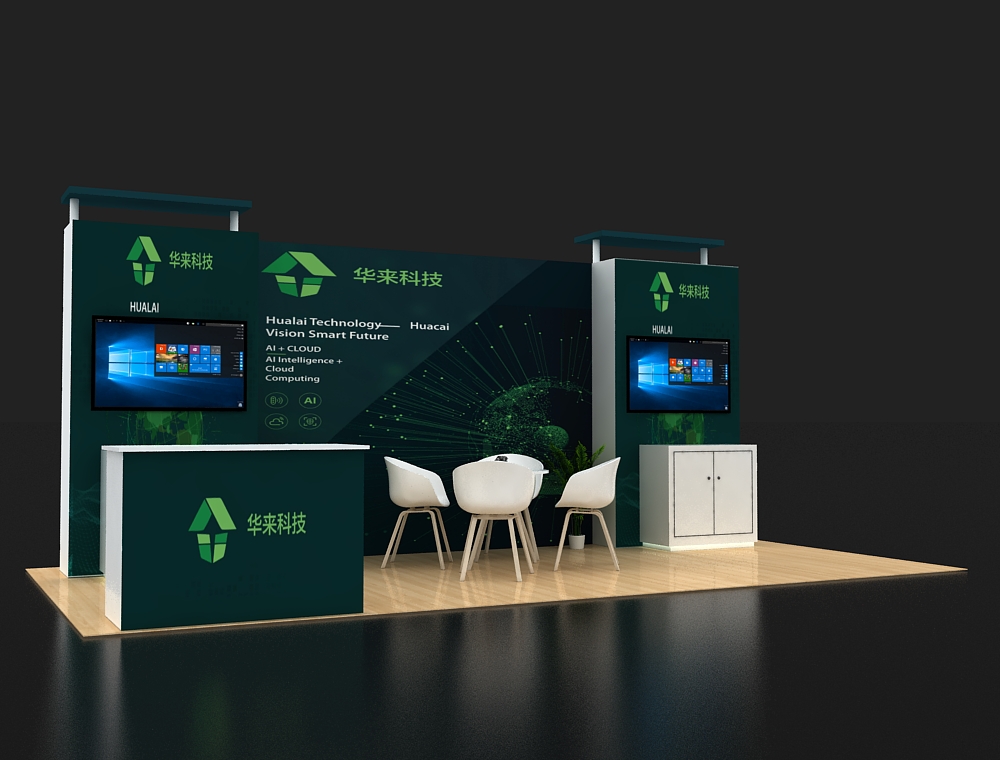 华来科技
HUALAI
华来科技
Hualai Technology— Huacai
Vision Smart Future
AI + CLOUD
AI Intelligence +
Cloud
Computing
AI
华来科技
HUALAI
华来科技